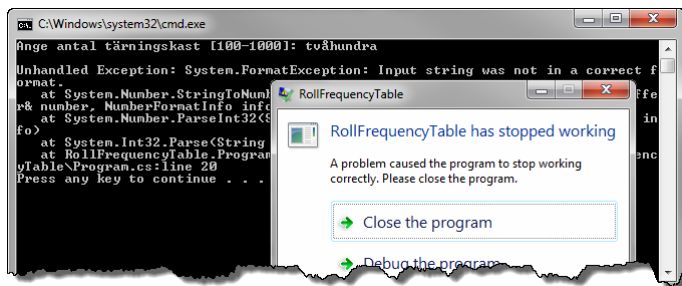 C:\Windows\system32\cmd.exe
Ange antal tärningskast [100-1000]: tvåhundra
Unhandled Exception: System.FormatException: Input string was not in a correct f
ormat.
at System.Number.StringToNum
r& number, NumberFormatInfo info
at System.Number.ParseInt32(S in
fo)
at System.Int32.Parse(String
at RollFrequencyTable.Program enc
yTable\Program.cs:line 20
Press any key to continue . . .
RollFrequencyTable
RollFrequencyTable has stopped working
A problem caused the program to stop working
correctly. Please close the program.
Close the program
Debug the program